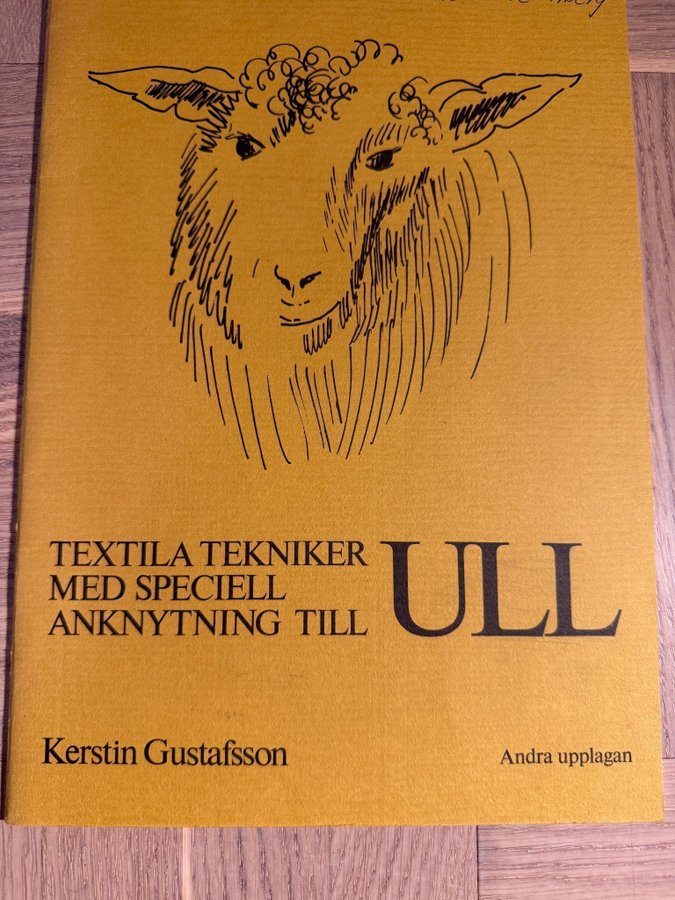 TEXTILA TEKNIKER
MED SPECIELL
ANKNYTNING TILL
ULL
Kerstin Gustafsson
Andra upplagan